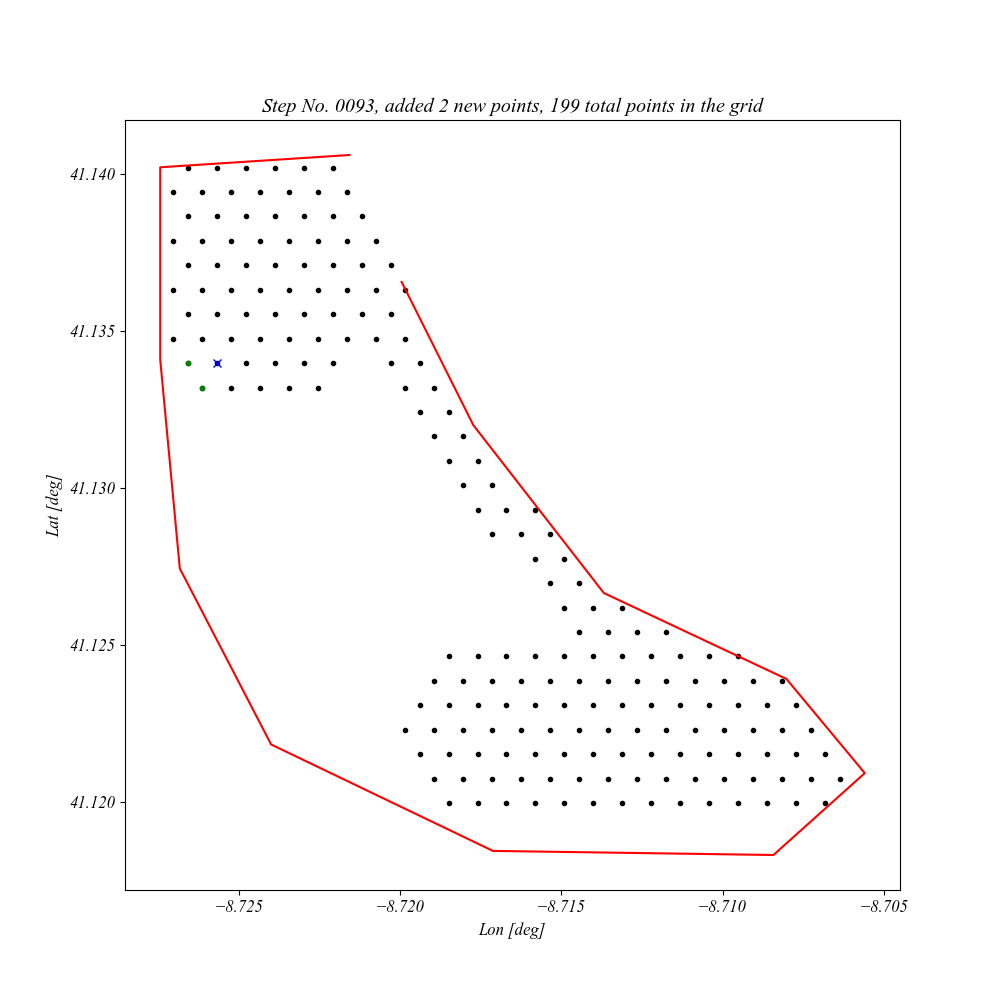 Step No. 0093, added 2 new points, 199 total points in the grid
41.140
41.135
41.130
41.125
41.120
Lat [deg]
−8.725 −8.720 −8.715 −8.710 −8.705
Lon [deg]